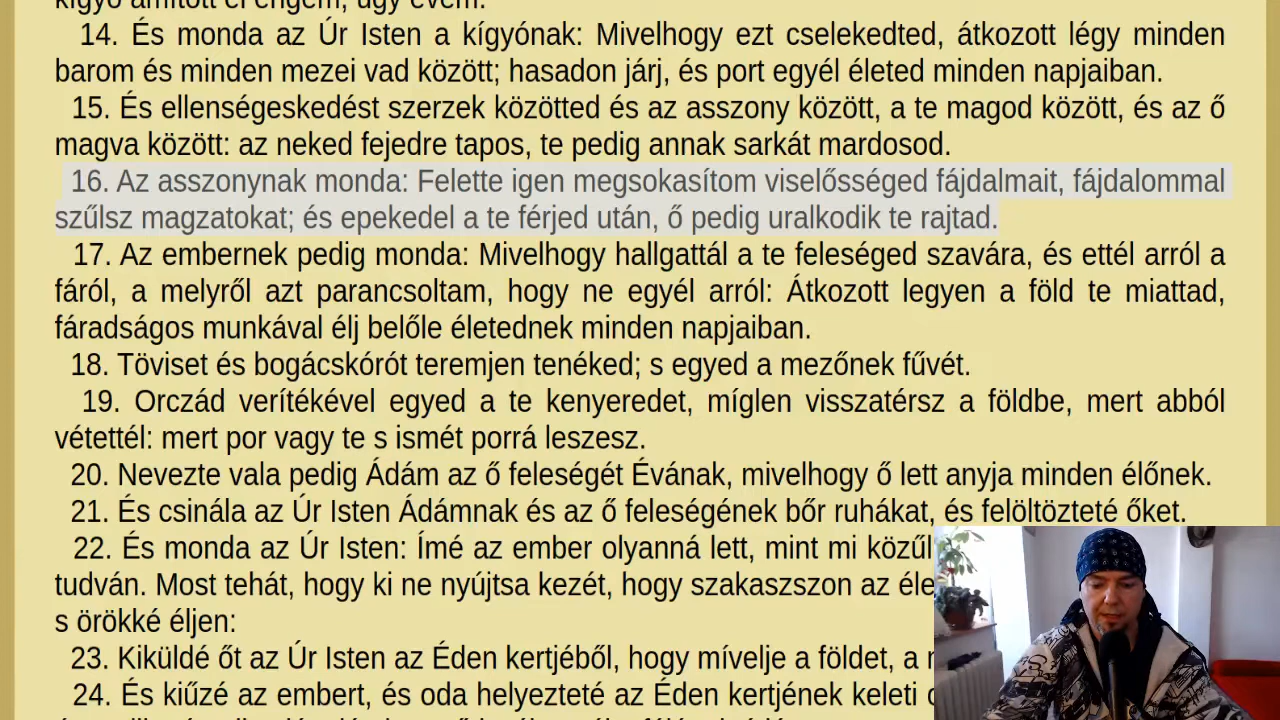 kígyó ámított el engem, úgy evém.
14. És monda az Úr Isten a kígyónak: Mivelhogy ezt cselekedted, átkozott légy minden
barom és minden mezei vad között; hasadon járj, és port egyél életed minden napjaiban.
15. És ellenségeskedést szerzek közötted és az asszony között, a te magod között, és az ő
magva között: az neked fejedre tapos, te pedig annak sarkát mardosod.
16. Az asszonynak monda: Felette igen megsokasítom viselősséged fájdalmait, fájdalommal
szűlsz magzatokat; és epekedel a te férjed után, ő pedig uralkodik te rajtad.
17. Az embernek pedig monda: Mivelhogy hallgattál a te feleséged szavára, és ettél arról a
fáról, a melyről azt parancsoltam, hogy ne egyél arról: Átkozott legyen a föld te miattad,
fáradságos munkával élj belőle életednek minden napjaiban.
18. Töviset és bogácskórót teremjen tenéked; s egyed a mezőnek fűvét.
19. Orczád verítékével egyed a te kenyeredet, míglen visszatérsz a földbe, mert abból
vétettél: mert por vagy te s ismét porrá leszesz.
20. Nevezte vala pedig Ádám az ő feleségét Évának, mivelhogy ő lett anyja minden élőnek.
21. És csinála az Úr Isten Ádámnak és az ő feleségének bőr ruhákat, és felöltözteté őket.
22. És monda az Úr Isten: Ímé az ember olyanná lett, mint mi közűl
tudván. Most tehát, hogy ki ne nyújtsa kezét, hogy szakaszszon az éle
s örökké éljen:
23. Kiküldé őt az Úr Isten az Éden kertjéből, hogy mívelje a földet, a
24. És kiűzé az embert, és oda helyezteté az Éden kertjének keleti